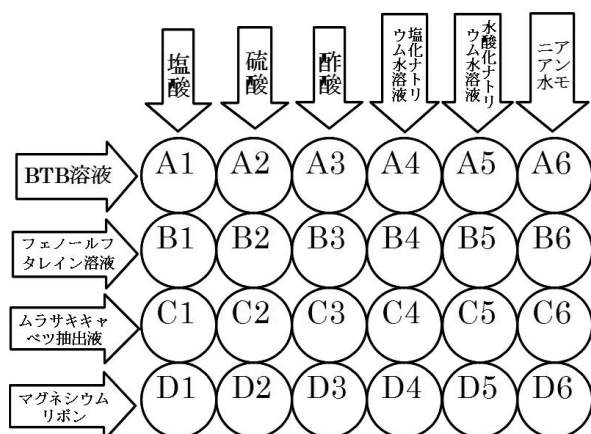 塩酸
硫酸
酢酸
塩化ナトリ
ウム水溶液
水酸化ナトリ
ウム水溶液
アンモ
ニア水
BTB溶液
A1 A2 A3 A4 A5 A6
フェノールフ
タレイン溶液
B1 B2 B3 B4 B5 B6
ムラサキキャ
ベツ抽出液
C1 C2 C3 C4 C5 C6
マグネシウム
リボン
D1 D2 D3 D4 D5 D6